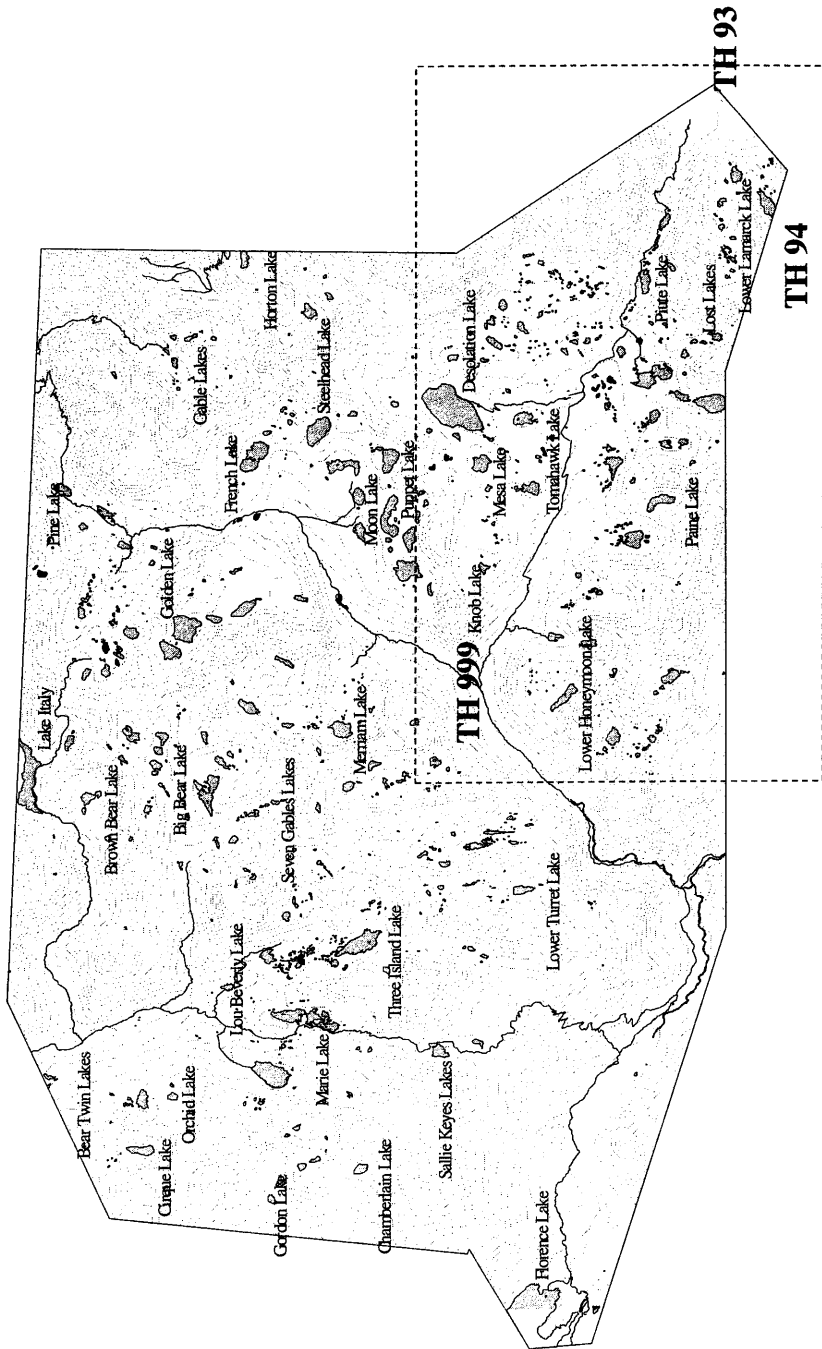 Lake Italy
Pine Lake
Bear Twin Lakes
Brown Bear Lake
Cirque Lake
Golden Lake
Big Bear Lake
Orchid Lake
Gable Lakes
French Lake
Lou Beverly Lake
Horton Lake
Gordon Lake
Seven Gables Lakes
Marie Lake
Steelhead Lake
Merriam Lake
Moon Lake
Chamberlain Lake
Three Island Lake
Puppet Lake
Sallie Keyes Lakes
TH 999
Desolation Lake
Knob Lake
Mesa Lake
Florence Lake
Lower Turret Lake
Tomahawk Lake
Lower Honeymoon Lake
Piute Lake
Paine Lake
Lost Lakes
TH 93
Lower Lamarck Lake
TH 94